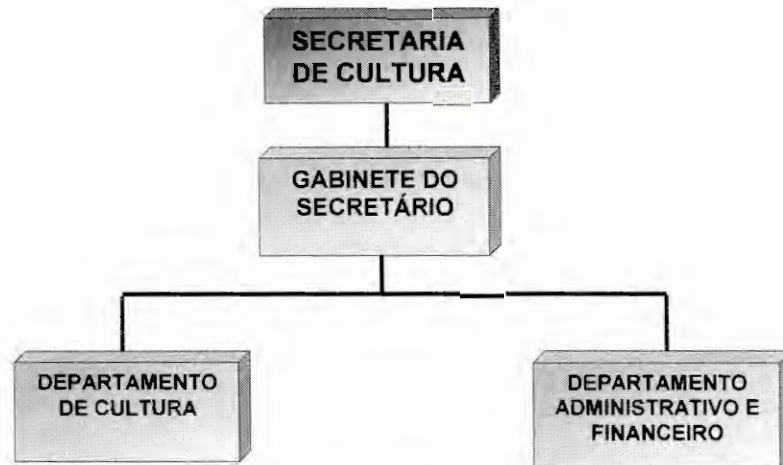 SECRETARIA
DE CULTURA
GABINETE DO
SECRETÁRIO
DEPARTAMENTO
DE CULTURA
DEPARTAMENTO
ADMINISTRATIVO E
FINANCEIRO